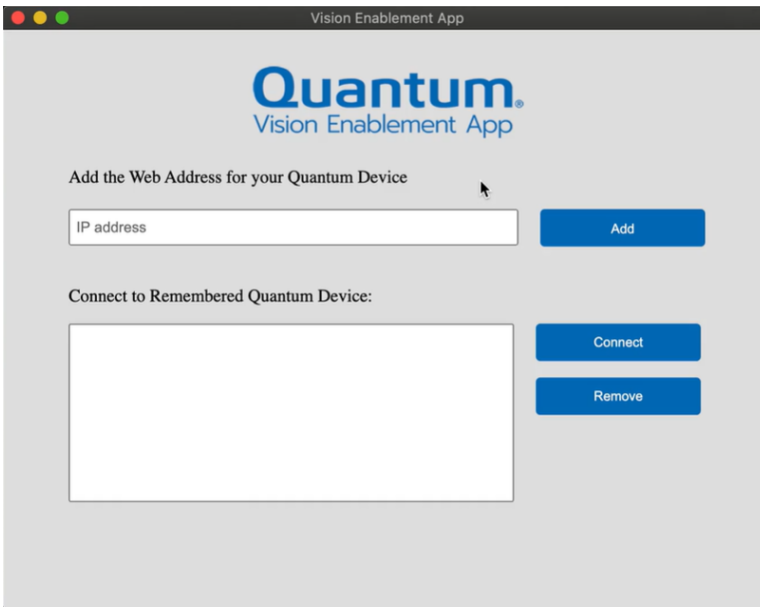 Vision Enablement App
Quantum®
Vision Enablement App
Add the Web Address for your Quantum Device
IP address
Add
Connect to Remembered Quantum Device:
Connect
Remove